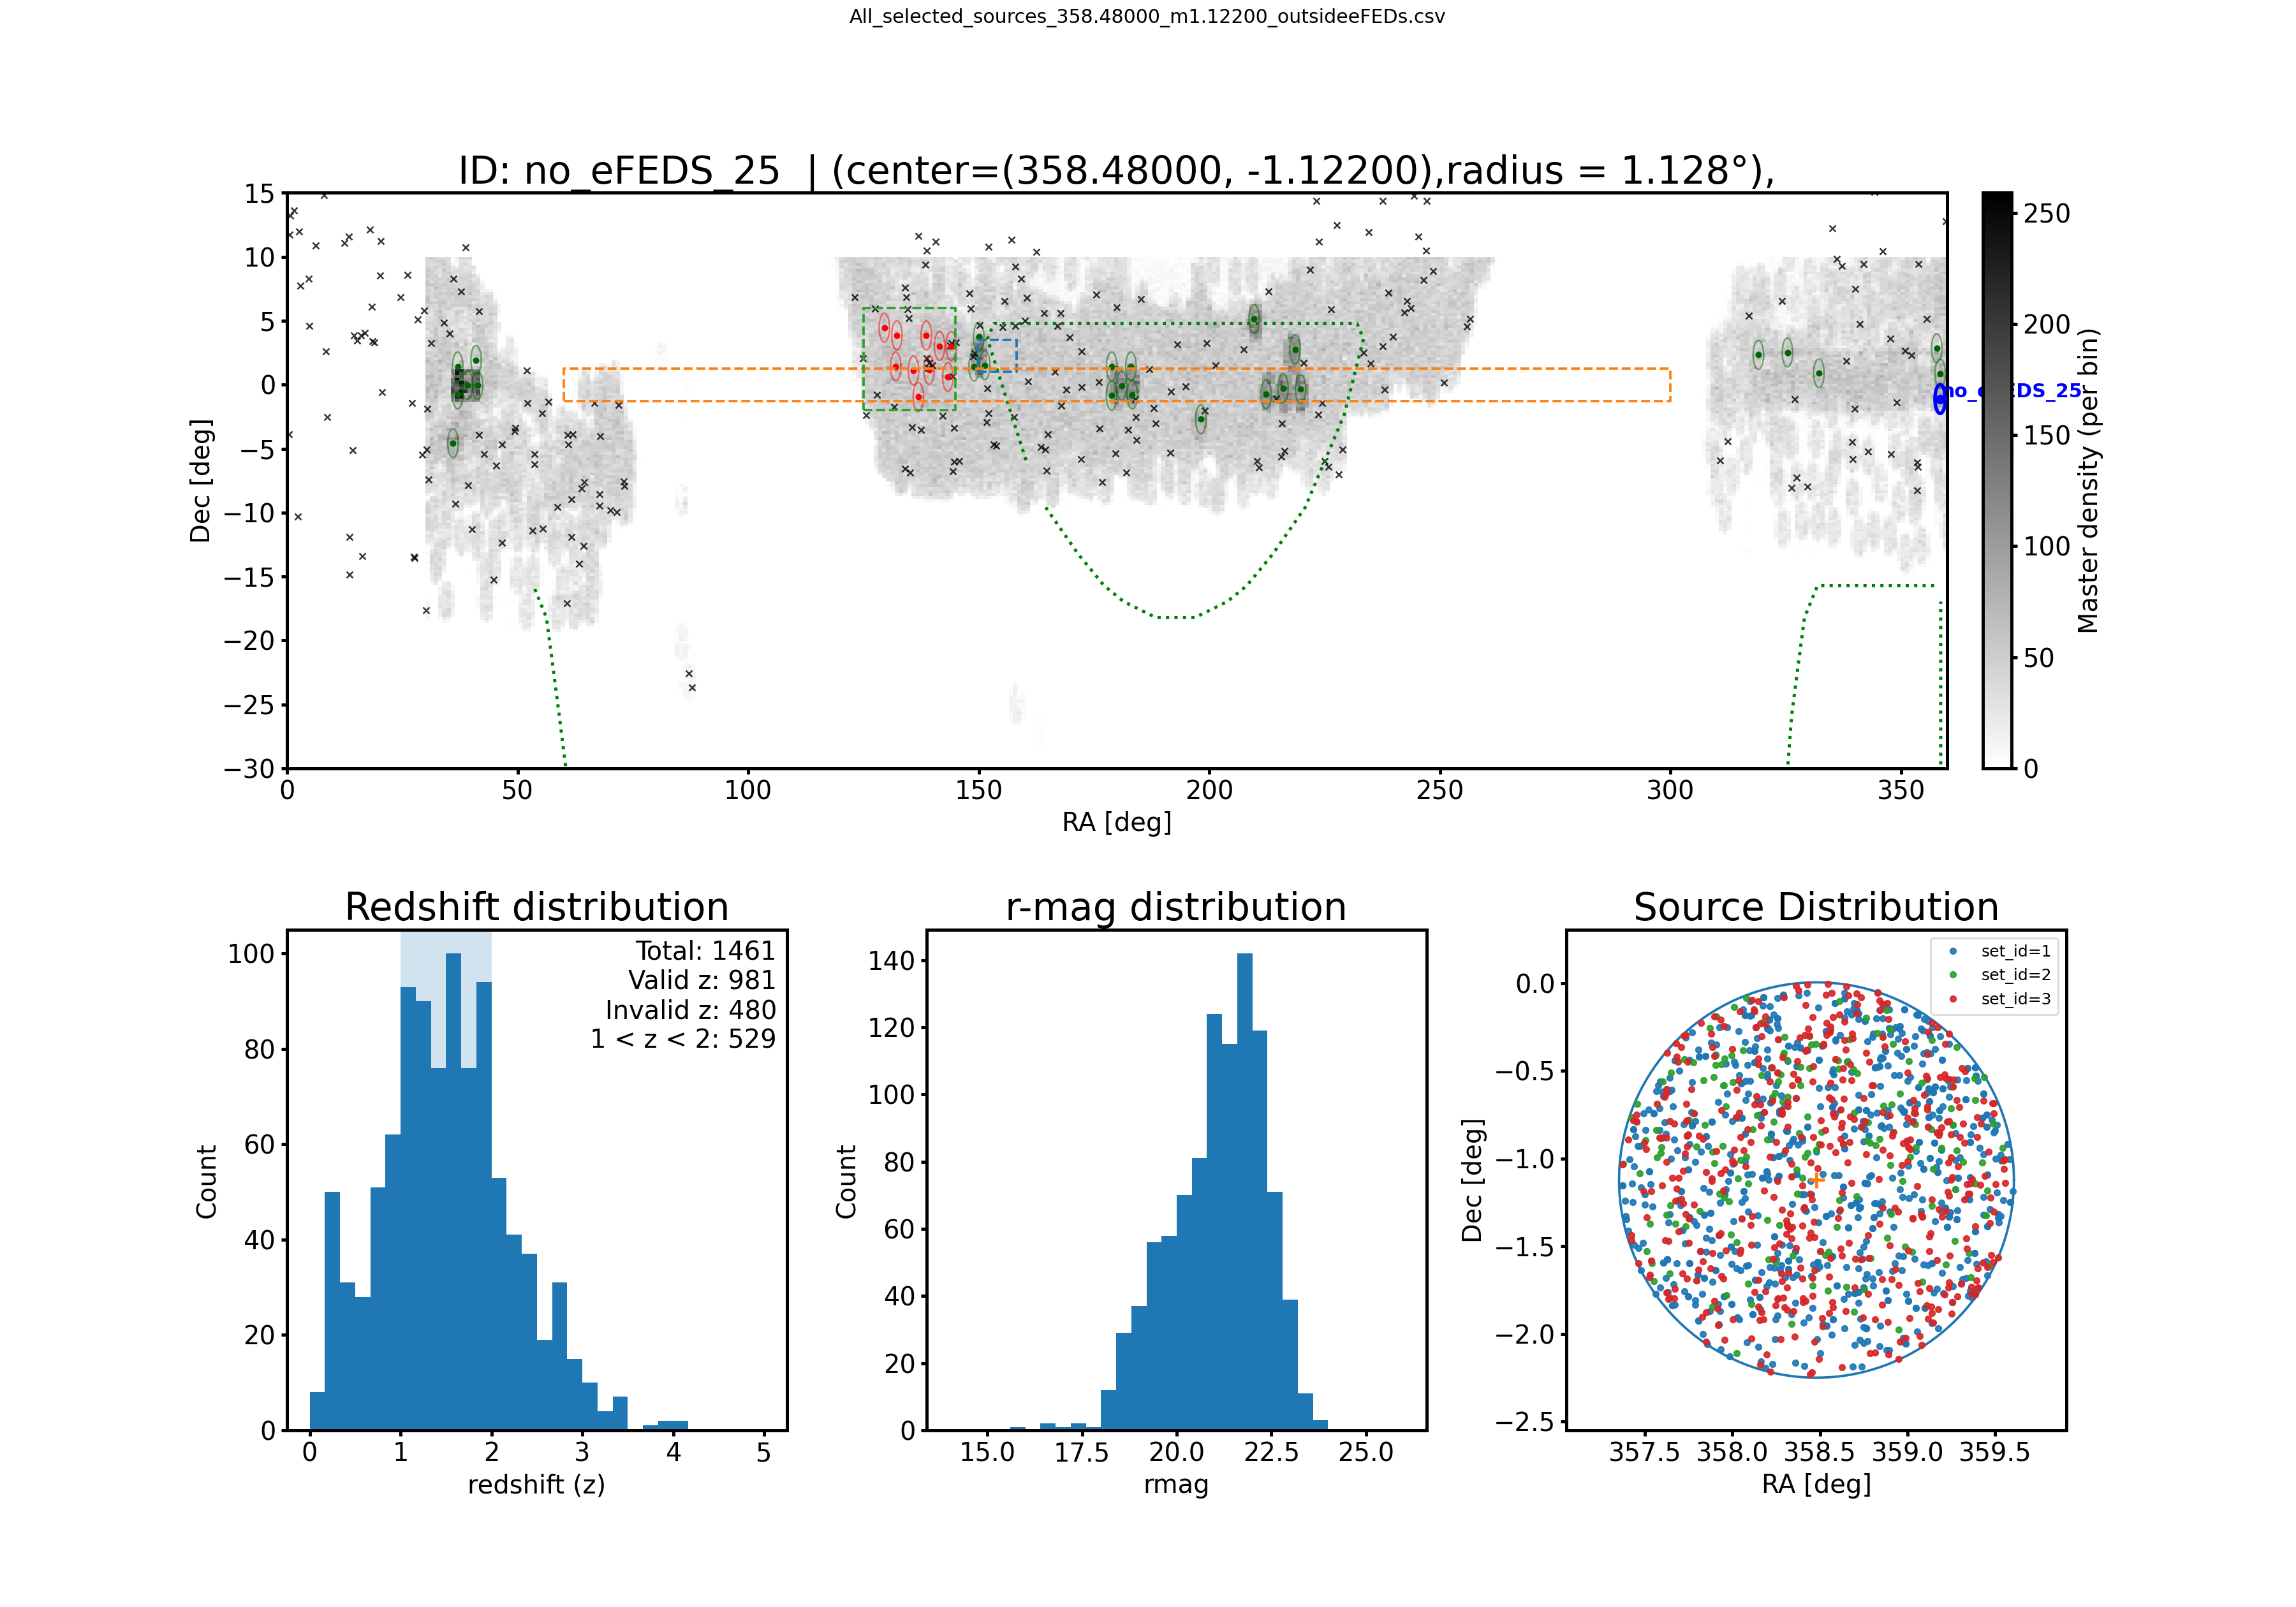 All_selected_sources_358.48000_m1.12200_outsideeFEDs.csv
ID: no_eFEDS_25 | (center=(358.48000, -1.12200),radius = 1.128°),
15
10
5
0
−5
−10
−15
−20
−25
−30
Dec [deg]
0 50 100 150 200 250 300 350
RA [deg]
no_eFEDS_25
250
200
150
100
50
0
Master density (per bin)
Redshift distribution
Total: 1461
Valid z: 981
Invalid z: 480
1 < z < 2: 529
100
80
60
40
20
0
Count
0 1 2 3 4 5
redshift (z)
r-mag distribution
140
120
100
80
60
40
20
0
Count
15.0 17.5 20.0 22.5 25.0
rmag
Source Distribution
set_id=1
set_id=2
set_id=3
0.0
−0.5
−1.0
−1.5
−2.0
−2.5
Dec [deg]
357.5 358.0 358.5 359.0 359.5
RA [deg]